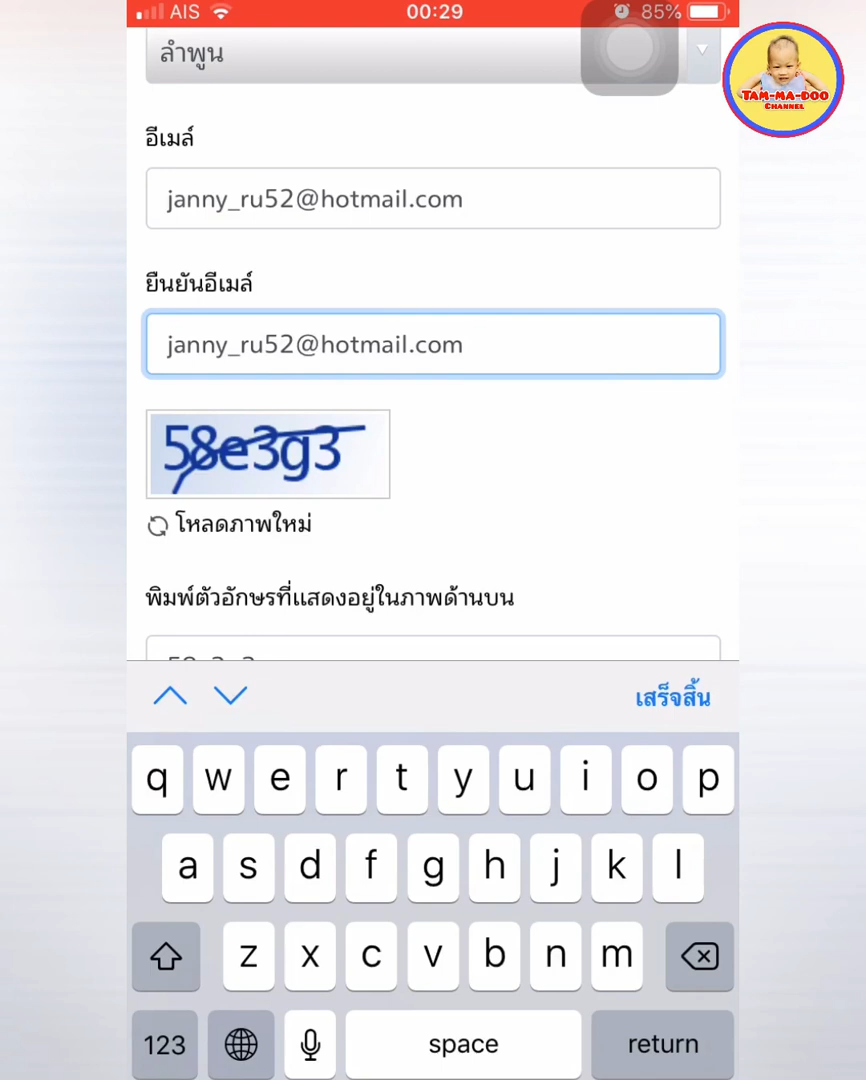 AIS 00:29 85%
ลำพูน
TAM-MA-DOO
CHANNEL
อีเมล์
janny_ru52@hotmail.com
ยืนยันอีเมล์
janny_ru52@hotmail.com
58e3g3
โหลดภาพใหม่
พิมพ์ตัวอักษรที่แสดงอยู่ในภาพด้านบน
เสร็จสิ้น
q w e r t y u i o p
a s d f g h j k l
z x c v b n m
123 space return